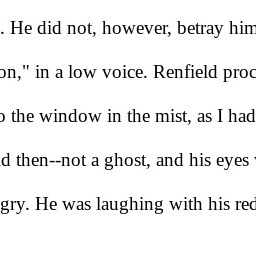 . He did not, however, betray him
on," in a low voice. Renfield proc
o the window in the mist, as I had
d then--not a ghost, and his eyes
gry. He was laughing with his red